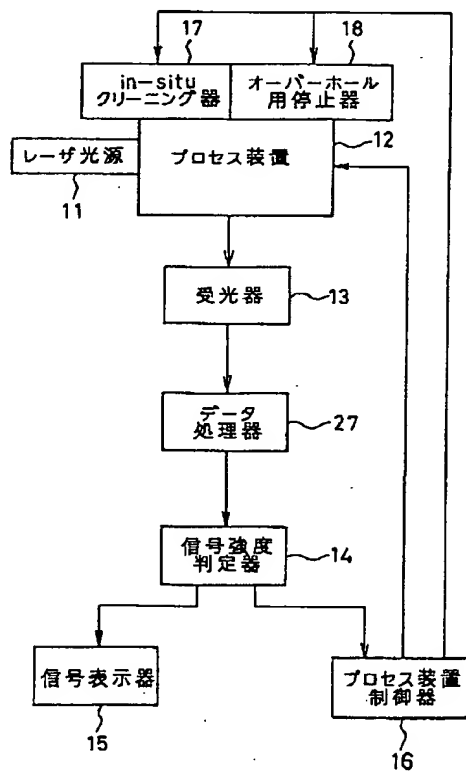 17
18
in-situ
クリーニング器
オーバーホール
用停止器
レーザ光源
プロセス装置
12
11
受光器
13
データ
処理器
27
信号強度
判定器
14
信号表示器
プロセス装置
制御器
15
16